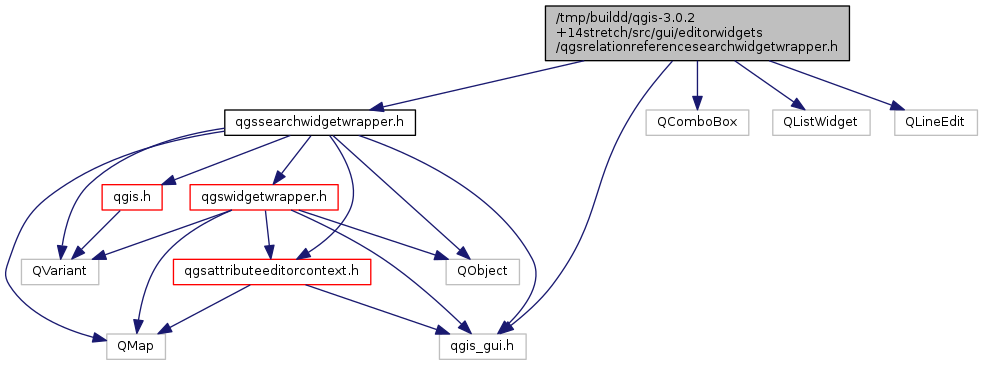 /tmp/buildd/qgis-3.0.2
+14stretch/src/gui/editorwidgets
/qgsrelationreferencesearchwidgetwrapper.h
qgssearchwidgetwrapper.h
QComboBox
QListWidget
QLineEdit
qgis.h
qgswidgetwrapper.h
QVariant
qgsattributeeditorcontext.h
QObject
QMap
qgis_gui.h